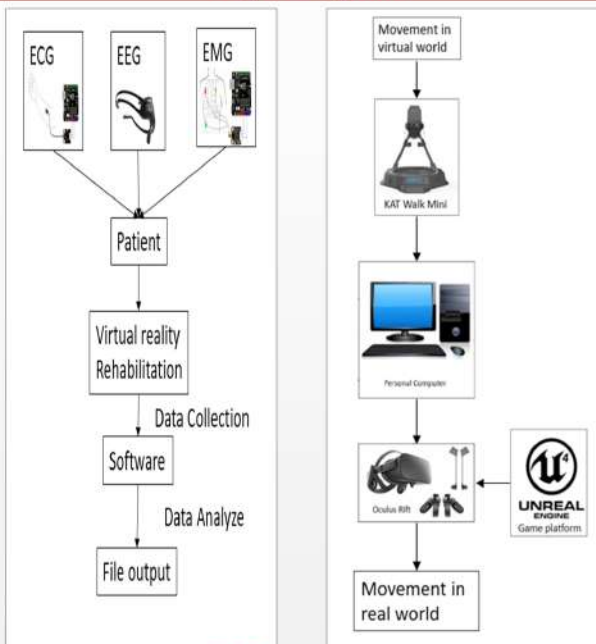 ECG
EEG
EMG
Patient
Virtual reality
Rehabilitation
Data Collection
Software
Data Analyze
File output
Movement in
virtual world
KAT Walk Mini
Personal Computer
Oculus Rift
4
UNREAL
ENGINE
Game platform
Movement in
real world